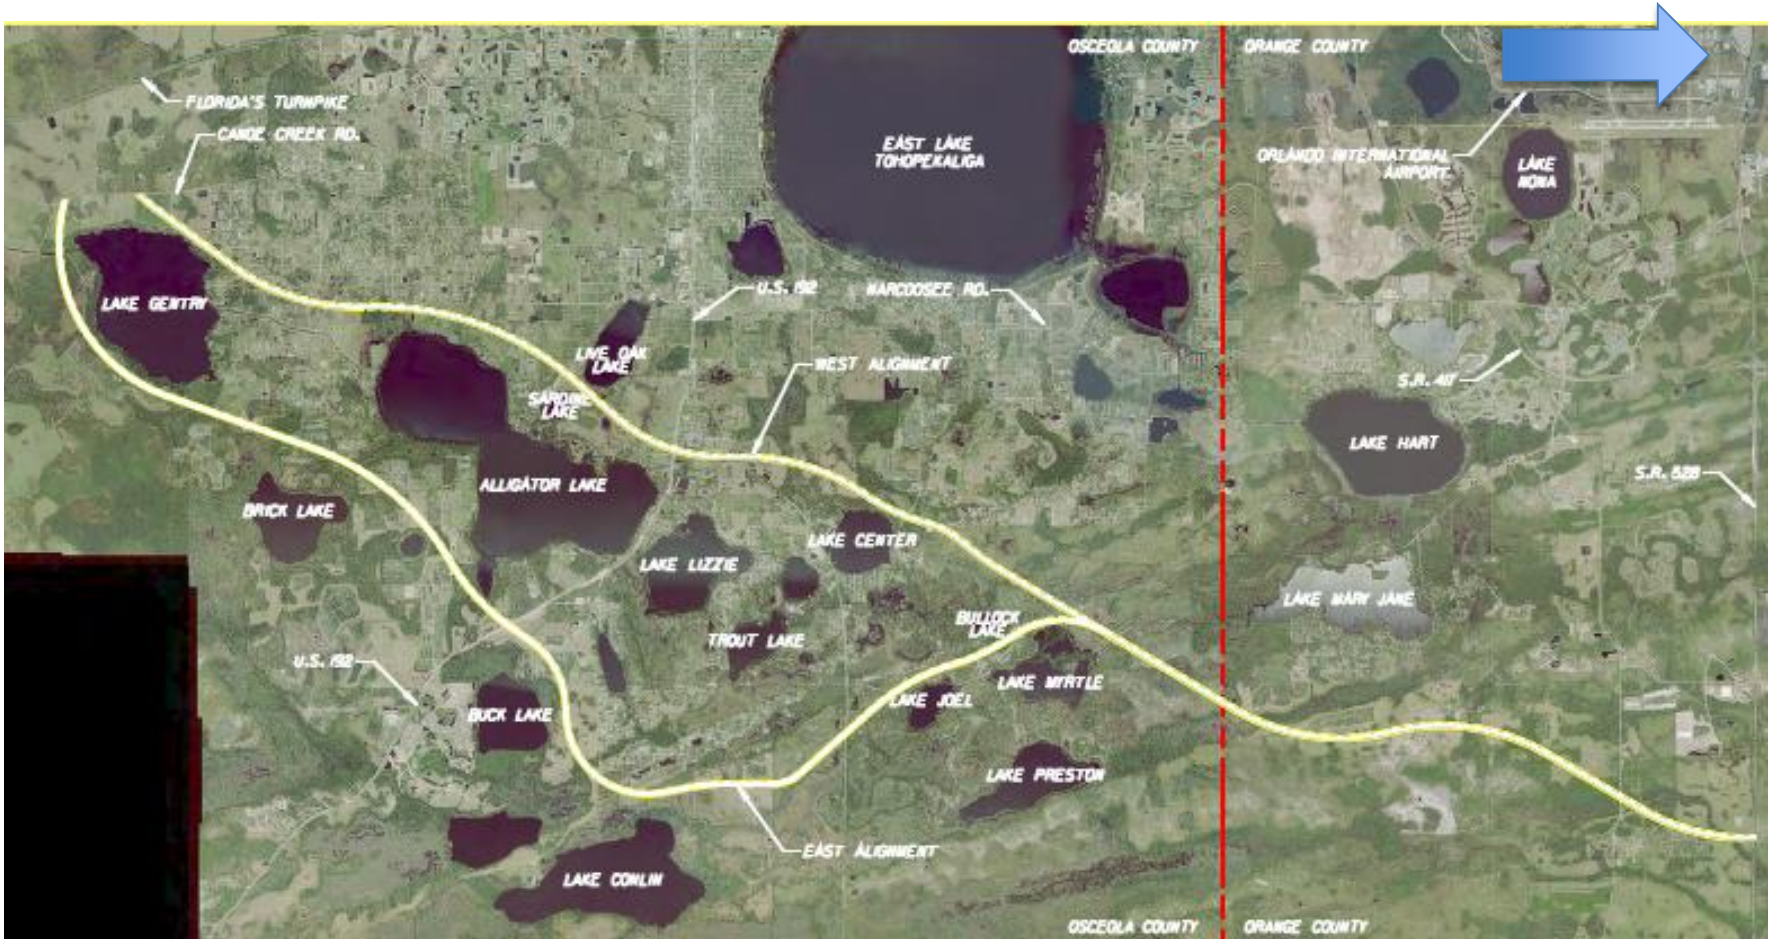 OSCEOLA COUNTY
ORANGE COUNTY
FLORIDA'S TURNPIKE
CANOE CREEK RD.
EAST LAKE
TOHOPEKALIGA
ORLANDO INTERNATIONAL
AIRPORT
LAKE
NONA
LAKE GENTRY
U.S. 192
NARCOOSEE RD.
LIVE OAK
LAKE
WEST ALIGNMENT
S.R. 417
SARDINE
LAKE
LAKE HART
ALLIGATOR LAKE
S.R. 528
BRICK LAKE
LAKE CENTER
LAKE LIZZIE
LAKE MARY JANE
BULLOCK
LAKE
TROUT LAKE
U.S. 192
LAKE MYRTLE
LAKE JOEL
BUCK LAKE
LAKE PRESTON
EAST ALIGNMENT
LAKE CONLIN
OSCEOLA COUNTY
ORANGE COUNTY